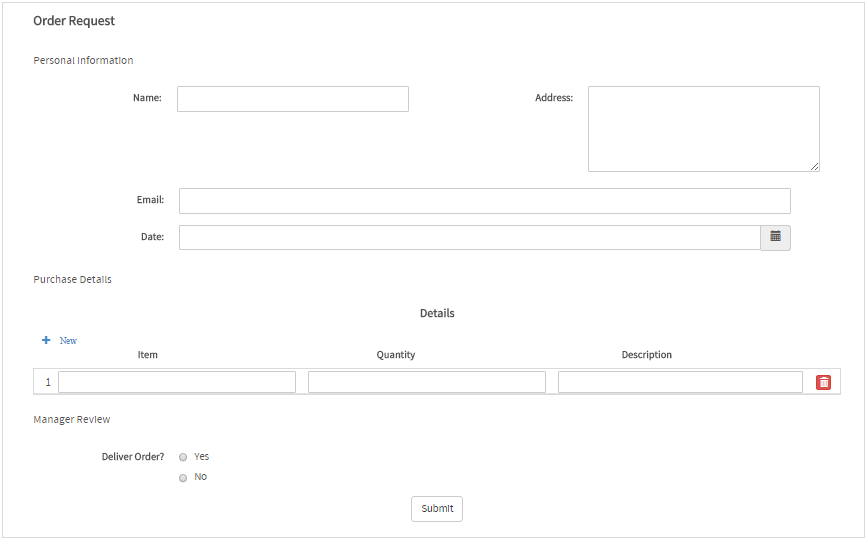 Order Request
Personal Information
Name:
Address:
Email:
Date:
Purchase Details
Details
+ New
Item Quantity Description
1
Manager Review
Deliver Order? Yes
No
Submit